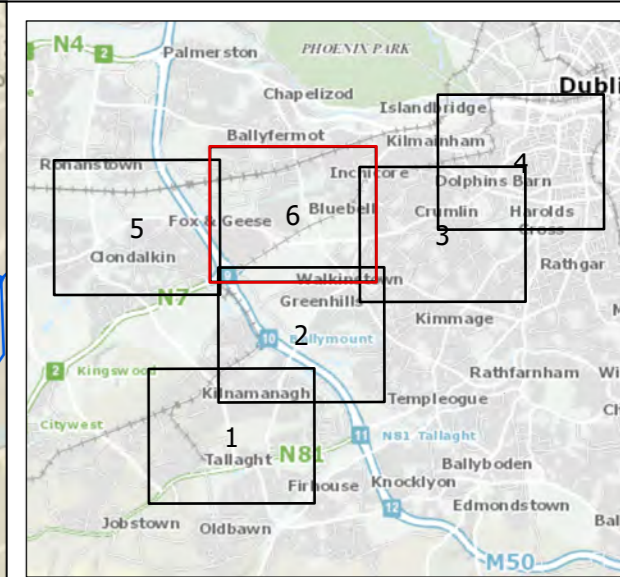 N4
2
Palmerston
PHOENIX PARK
Chapelizod
Islandbridge
Ballyfermot
Kilmainham
4
Ronanstown
Inchicore
Dolphins Barn
5
Fox & Geese
6
Bluebell
Crumlin
Harolds
Cross
3
Clondalkin
Rathgar
9
Walkinstown
N7
Greenhills
Kimmage
10
2
Ballymount
2
Kingswood
Rathfarnham
Kilnamanagh
Templeogue
Citywest
1
11
N81 Tallaght
Tallaght
N81
Ballyboden
Firhouse
Knocklyon
12
Edmondstown
Jobstown
Oldbawn
M50